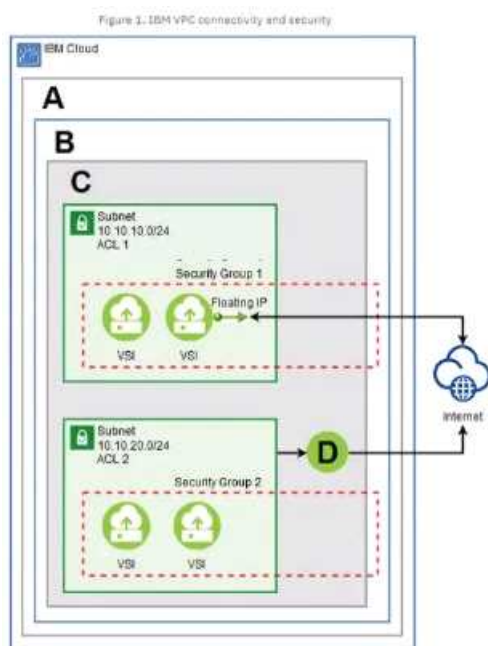 Figure 1. IBM VPC connectivity and security
IBM Cloud
A
B
C
Subnet
10.10.10.0/24
ACL 1
Security Group 1
Floating IP
VSI
VSI
Internet
Subnet
10.10.20.0/24
ACL 2
D
Security Group 2
VSI
VSI